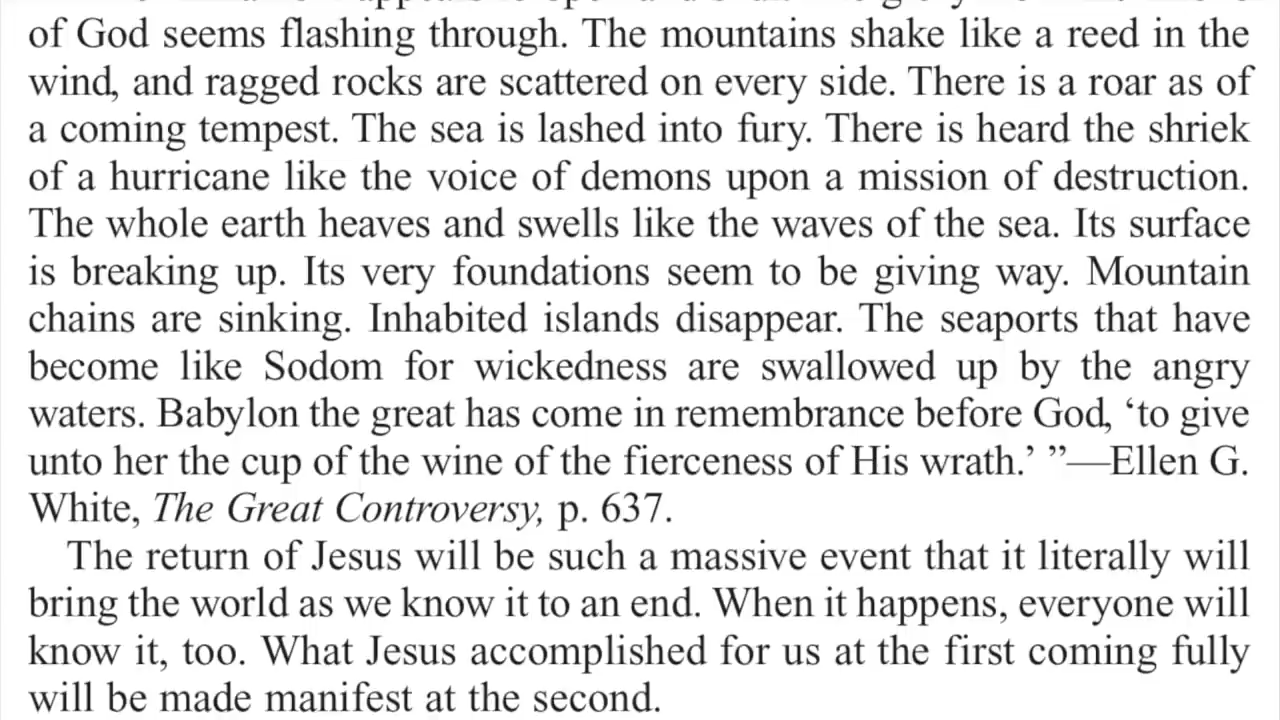 of God seems flashing through. The mountains shake like a reed in the
wind, and ragged rocks are scattered on every side. There is a roar as of
a coming tempest. The sea is lashed into fury. There is heard the shriek
of a hurricane like the voice of demons upon a mission of destruction.
The whole earth heaves and swells like the waves of the sea. Its surface
is breaking up. Its very foundations seem to be giving way. Mountain
chains are sinking. Inhabited islands disappear. The seaports that have
become like Sodom for wickedness are swallowed up by the angry
waters. Babylon the great has come in remembrance before God, ‘to give
unto her the cup of the wine of the fierceness of His wrath.’ ”—Ellen G.
White, The Great Controversy, p. 637.
The return of Jesus will be such a massive event that it literally will
bring the world as we know it to an end. When it happens, everyone will
know it, too. What Jesus accomplished for us at the first coming fully
will be made manifest at the second.